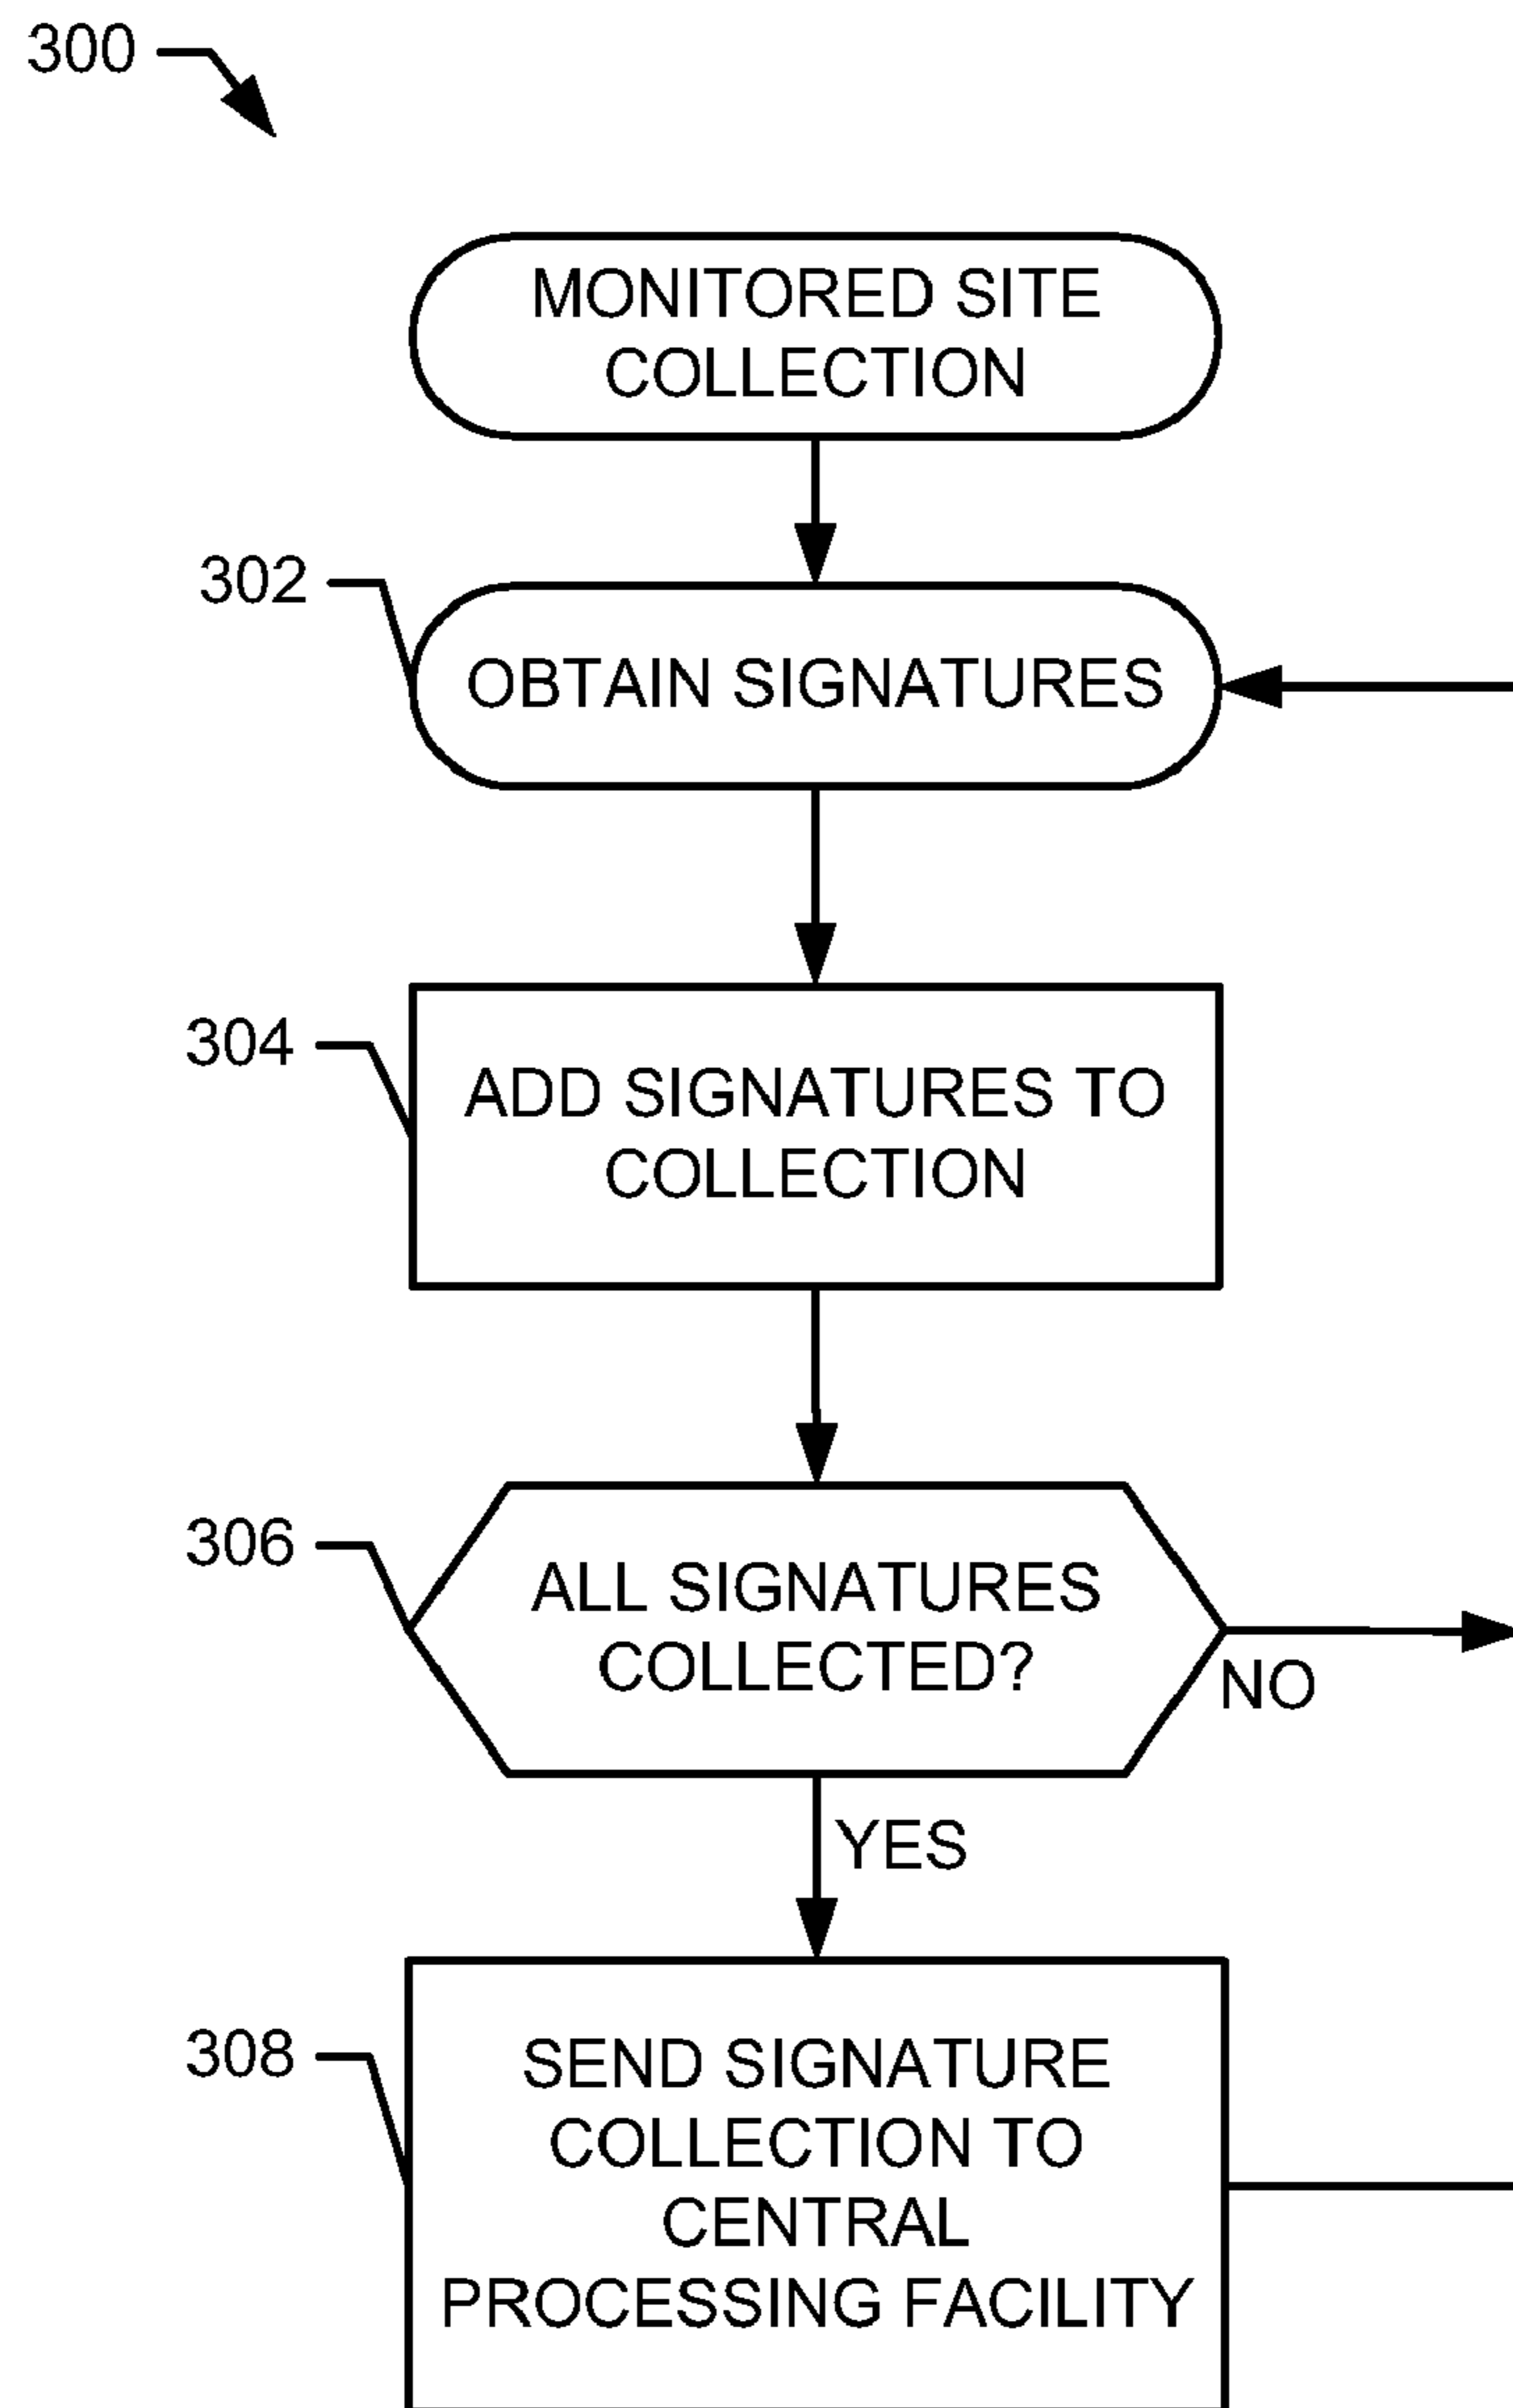 300
MONITORED SITE
COLLECTION
302
OBTAIN SIGNATURES
304
ADD SIGNATURES TO
COLLECTION
306
ALL SIGNATURES
COLLECTED?
NO
YES
308
SEND SIGNATURE
COLLECTION TO
CENTRAL
PROCESSING FACILITY